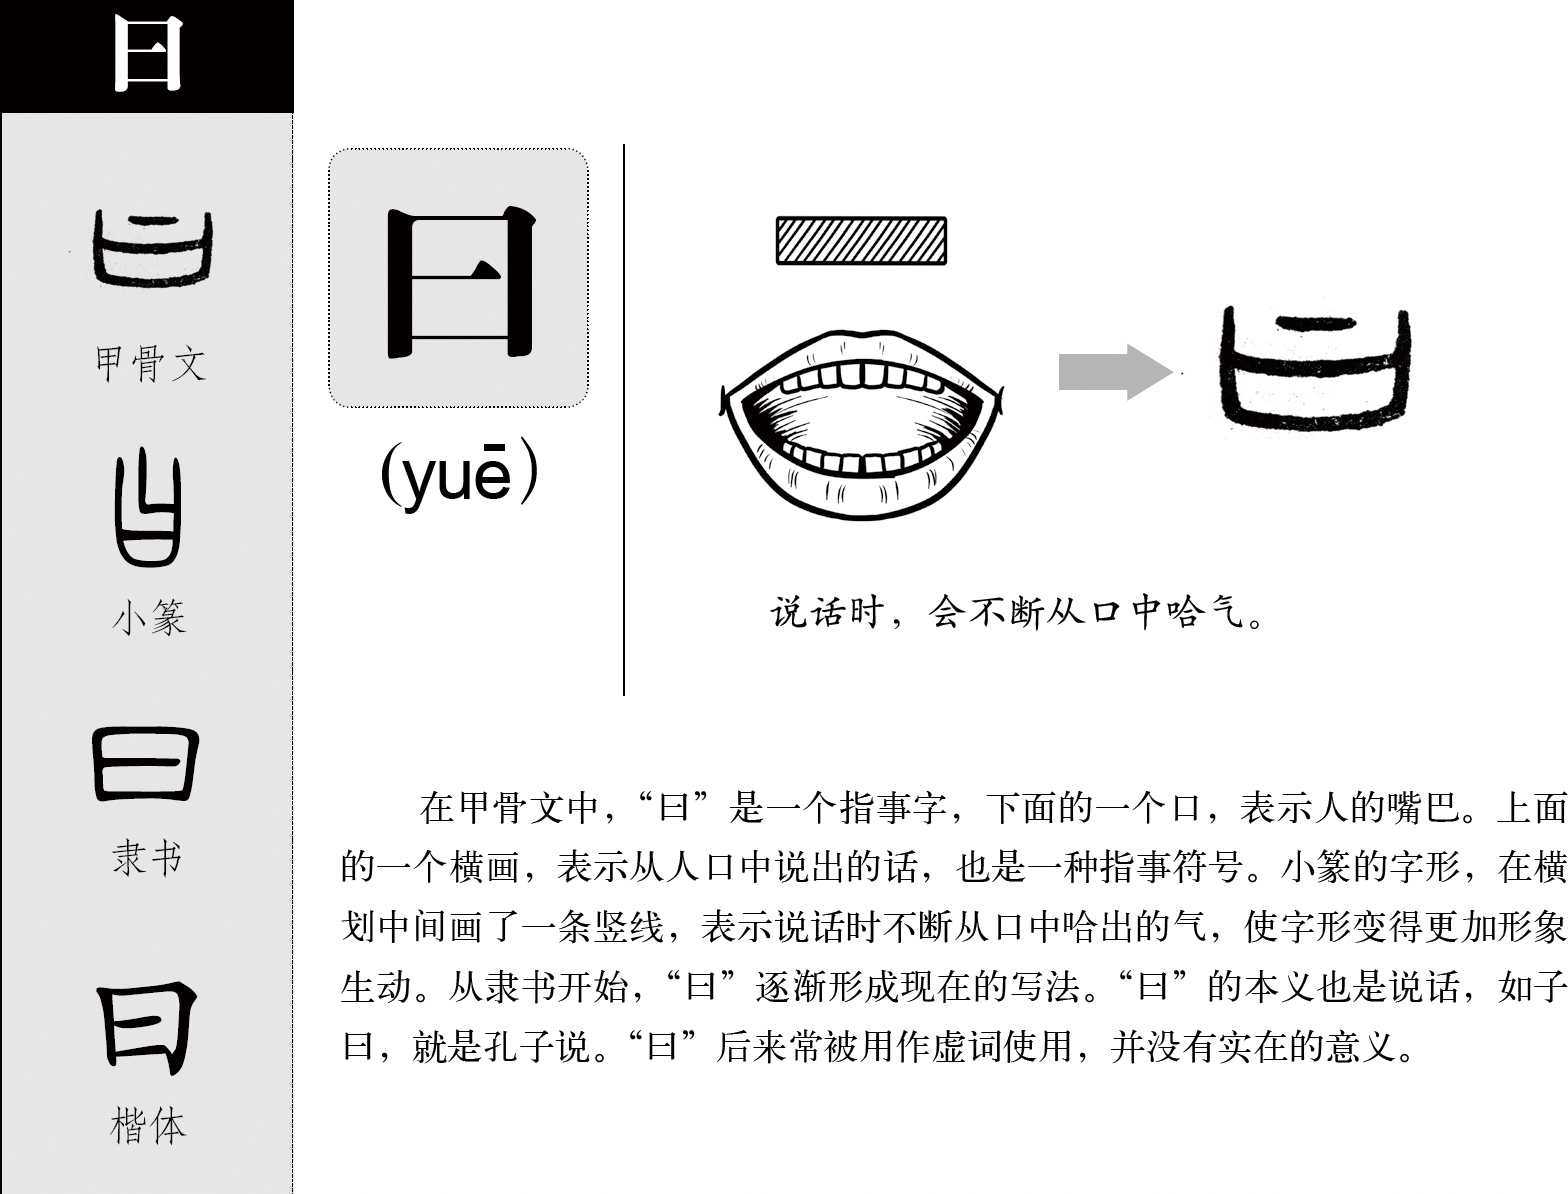 曰
甲骨文
小篆
隶书
楷体
曰
(yuē)
说话时，会不断从口中哈气。
在甲骨文中，“曰”是一个指事字，下面的一个口，表示人的嘴巴。上面
的一个横画，表示从人口中说出的话，也是一种指事符号。小篆的字形，在横
划中间画了一条竖线，表示说话时不断从口中哈出的气，使字形变得更加形象
生动。从隶书开始，“曰”逐渐形成现在的写法。“曰”的本义也是说话，如子
曰，就是孔子说。“曰”后来常被用作虚词使用，并没有实在的意义。